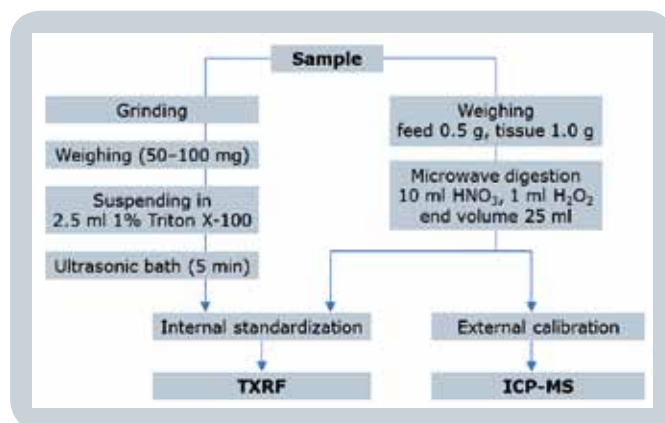 Sample
Grinding
Weighing (50–100 mg)
Suspending in
2.5 ml 1% Triton X-100
Ultrasonic bath (5 min)
Weighing
feed 0.5 g, tissue 1.0 g
Microwave digestion
10 ml HNO₃, 1 ml H₂O₂
end volume 25 ml
Internal standardization
External calibration
TXRF
ICP-MS